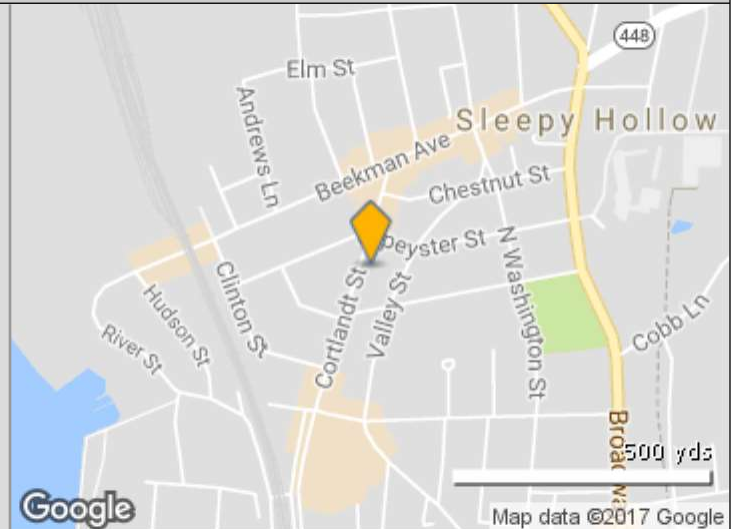 448
Elm St
Sleepy Hollow
Andrews Ln
Beekman Ave
Chestnut St
peyster St
N Washington St
Cortlandt St
Valley St
Clinton St
Hudson St
River St
Cobb Ln
Broadway
500 yds
Google
Map data ©2017 Google